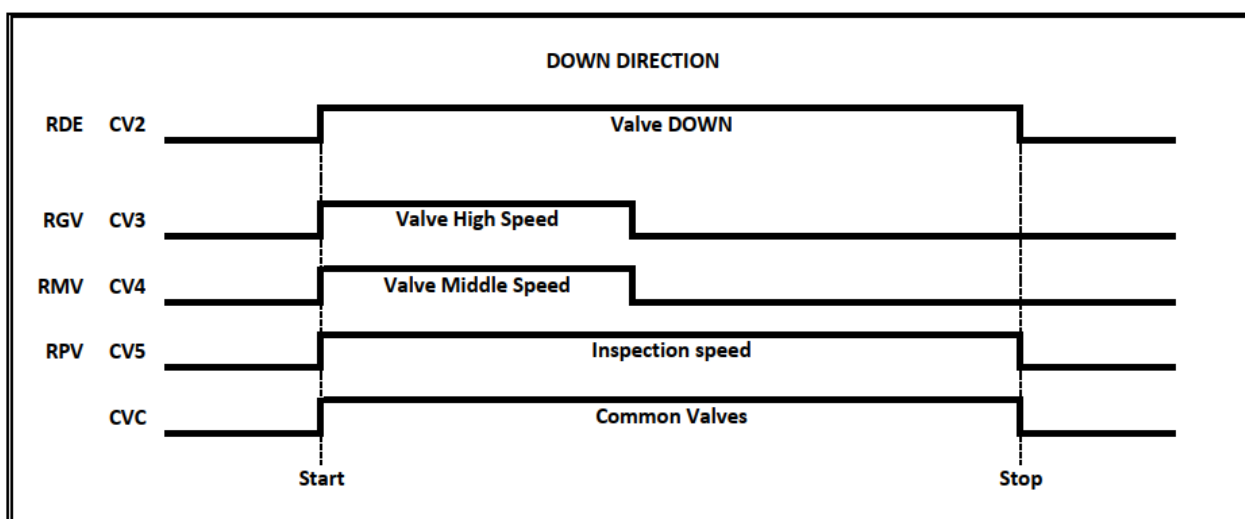 DOWN DIRECTION
RDE CV2 Valve DOWN
RGV CV3 Valve High Speed
RMV CV4 Valve Middle Speed
RPV CV5 Inspection speed
CVC Common Valves
Start Stop